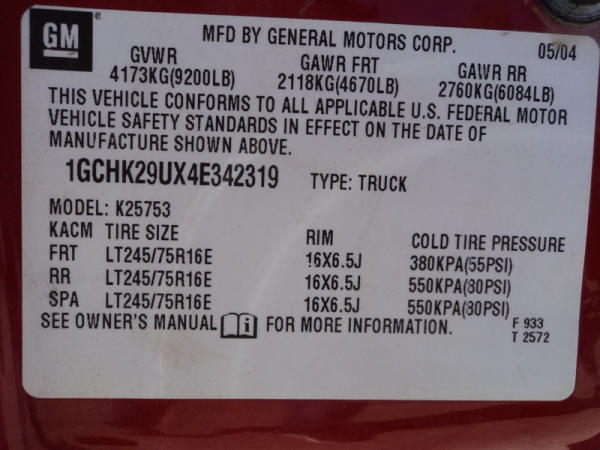 GM ®
MFD BY GENERAL MOTORS CORP. 05/04
GVWR GAWR FRT GAWR RR
4173KG(9200LB) 2118KG(4670LB) 2760KG(6084LB)
THIS VEHICLE CONFORMS TO ALL APPLICABLE U.S. FEDERAL MOTOR
VEHICLE SAFETY STANDARDS IN EFFECT ON THE DATE OF
MANUFACTURE SHOWN ABOVE.
1GCHK29UX4E342319 TYPE: TRUCK
MODEL: K25753
KACM TIRE SIZE RIM COLD TIRE PRESSURE
FRT LT245/75R16E 16X6.5J 380KPA(55PSI)
RR LT245/75R16E 16X6.5J 550KPA(80PSI)
SPA LT245/75R16E 16X6.5J 550KPA(80PSI)
SEE OWNER'S MANUAL i FOR MORE INFORMATION. F 933
T 2572